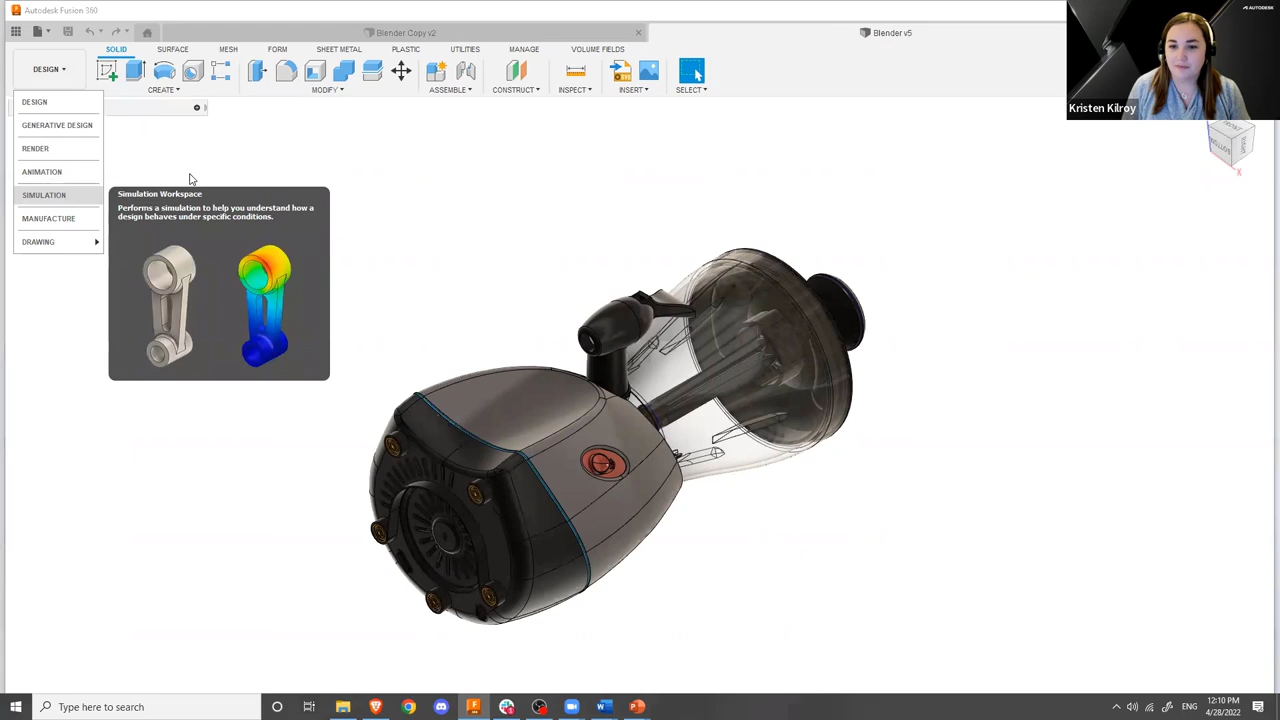 Autodesk Fusion 360
AUTODESK
Blender Copy v2
Blender v5
SOLID SURFACE MESH FORM SHEET METAL PLASTIC UTILITIES MANAGE VOLUME FIELDS
DESIGN
CREATE MODIFY ASSEMBLE CONSTRUCT INSPECT INSERT SELECT
Kristen Kilroy
DESIGN
GENERATIVE DESIGN
RENDER
ANIMATION
SIMULATION
MANUFACTURE
DRAWING
Simulation Workspace
Performs a simulation to help you understand how a
design behaves under specific conditions.
BOTTOM
X
Type here to search
ENG
12:10 PM
4/28/2022